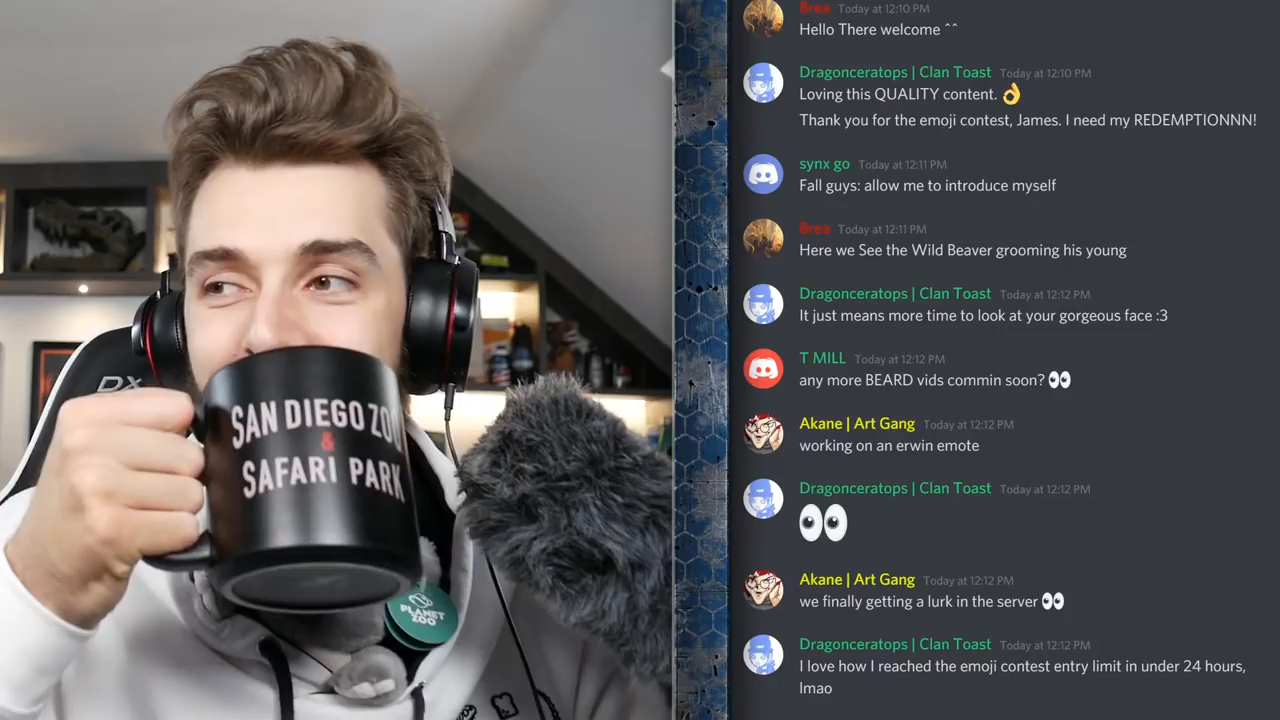 DX
SAN DIEGO ZOO
&
SAFARI PARK
PLANET
ZOO
Brea Today at 12:10 PM
Hello There welcome ^^
Dragonceratops | Clan Toast Today at 12:10 PM
Loving this QUALITY content. 👌
Thank you for the emoji contest, James. I need my REDEMPTIONNN!
synx go Today at 12:11 PM
Fall guys: allow me to introduce myself
Brea Today at 12:11 PM
Here we See the Wild Beaver grooming his young
Dragonceratops | Clan Toast Today at 12:12 PM
It just means more time to look at your gorgeous face :3
T MILL Today at 12:12 PM
any more BEARD vids commin soon? 👀
Akane | Art Gang Today at 12:12 PM
working on an erwin emote
Dragonceratops | Clan Toast Today at 12:12 PM
👀
Akane | Art Gang Today at 12:12 PM
we finally getting a lurk in the server 👀
Dragonceratops | Clan Toast Today at 12:12 PM
I love how I reached the emoji contest entry limit in under 24 hours,
lmao